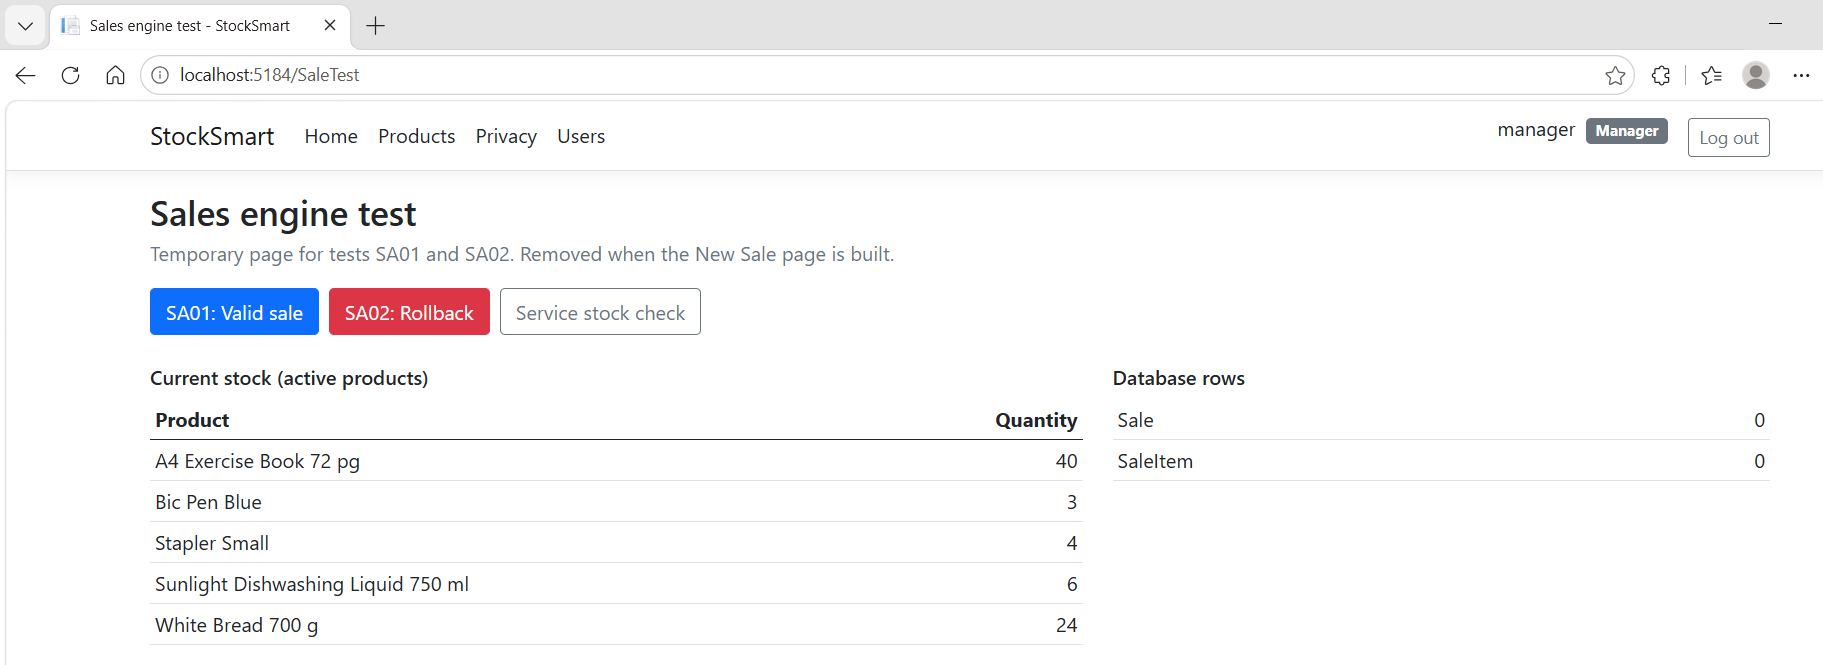 Sales engine test - StockSmart
localhost:5184/SaleTest
StockSmart Home Products Privacy Users manager Manager Log out
Sales engine test
Temporary page for tests SA01 and SA02. Removed when the New Sale page is built.
SA01: Valid sale SA02: Rollback Service stock check
Current stock (active products)
Product Quantity
A4 Exercise Book 72 pg 40
Bic Pen Blue 3
Stapler Small 4
Sunlight Dishwashing Liquid 750 ml 6
White Bread 700 g 24
Database rows
Sale 0
SaleItem 0